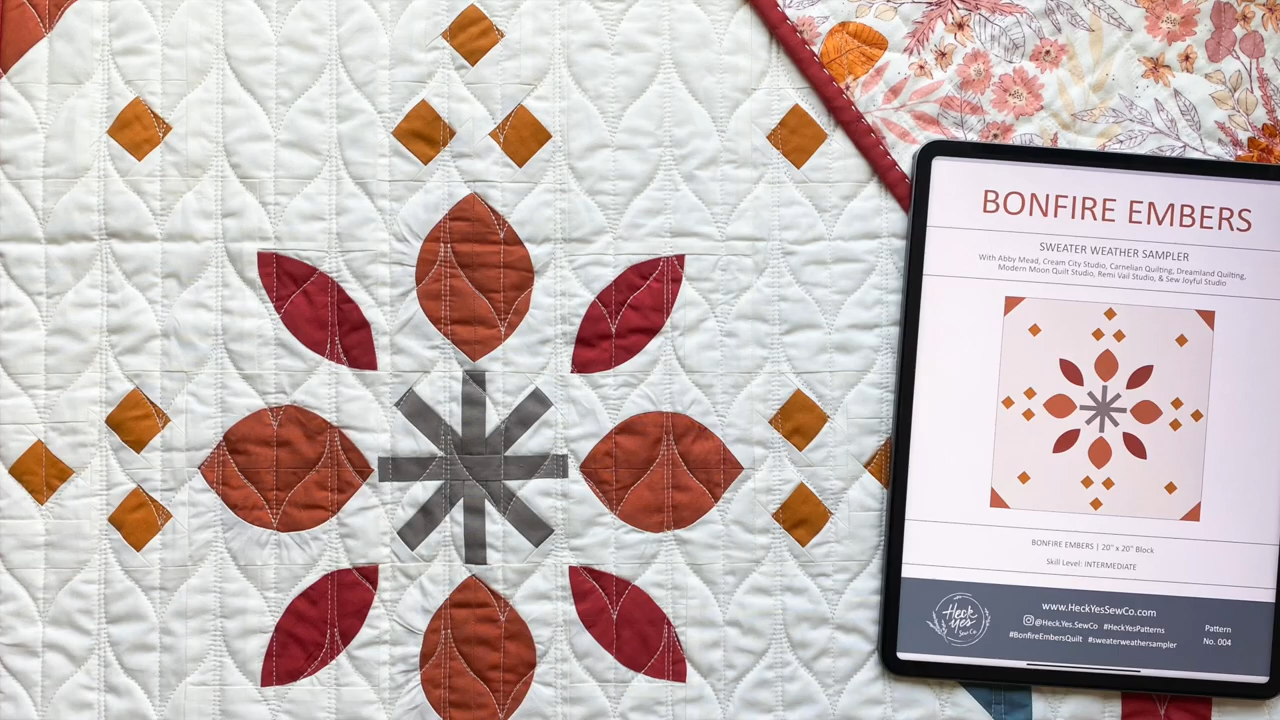 BONFIRE EMBERS
SWEATER WEATHER SAMPLER
With Abby Mead, Cream City Studio, Carnelian Quilting, Dreamland Quilting,
Modern Moon Quilt Studio, Remi Vail Studio, & Sew Joyful Studio
BONFIRE EMBERS | 20" x 20" Block
Skill Level: INTERMEDIATE
Heck
Yes
Sew Co
www.HeckYesSewCo.com
@Heck.Yes.SewCo #HeckYesPatterns
#BonfireEmbersQuilt #sweaterweathersampler
Pattern
No. 004